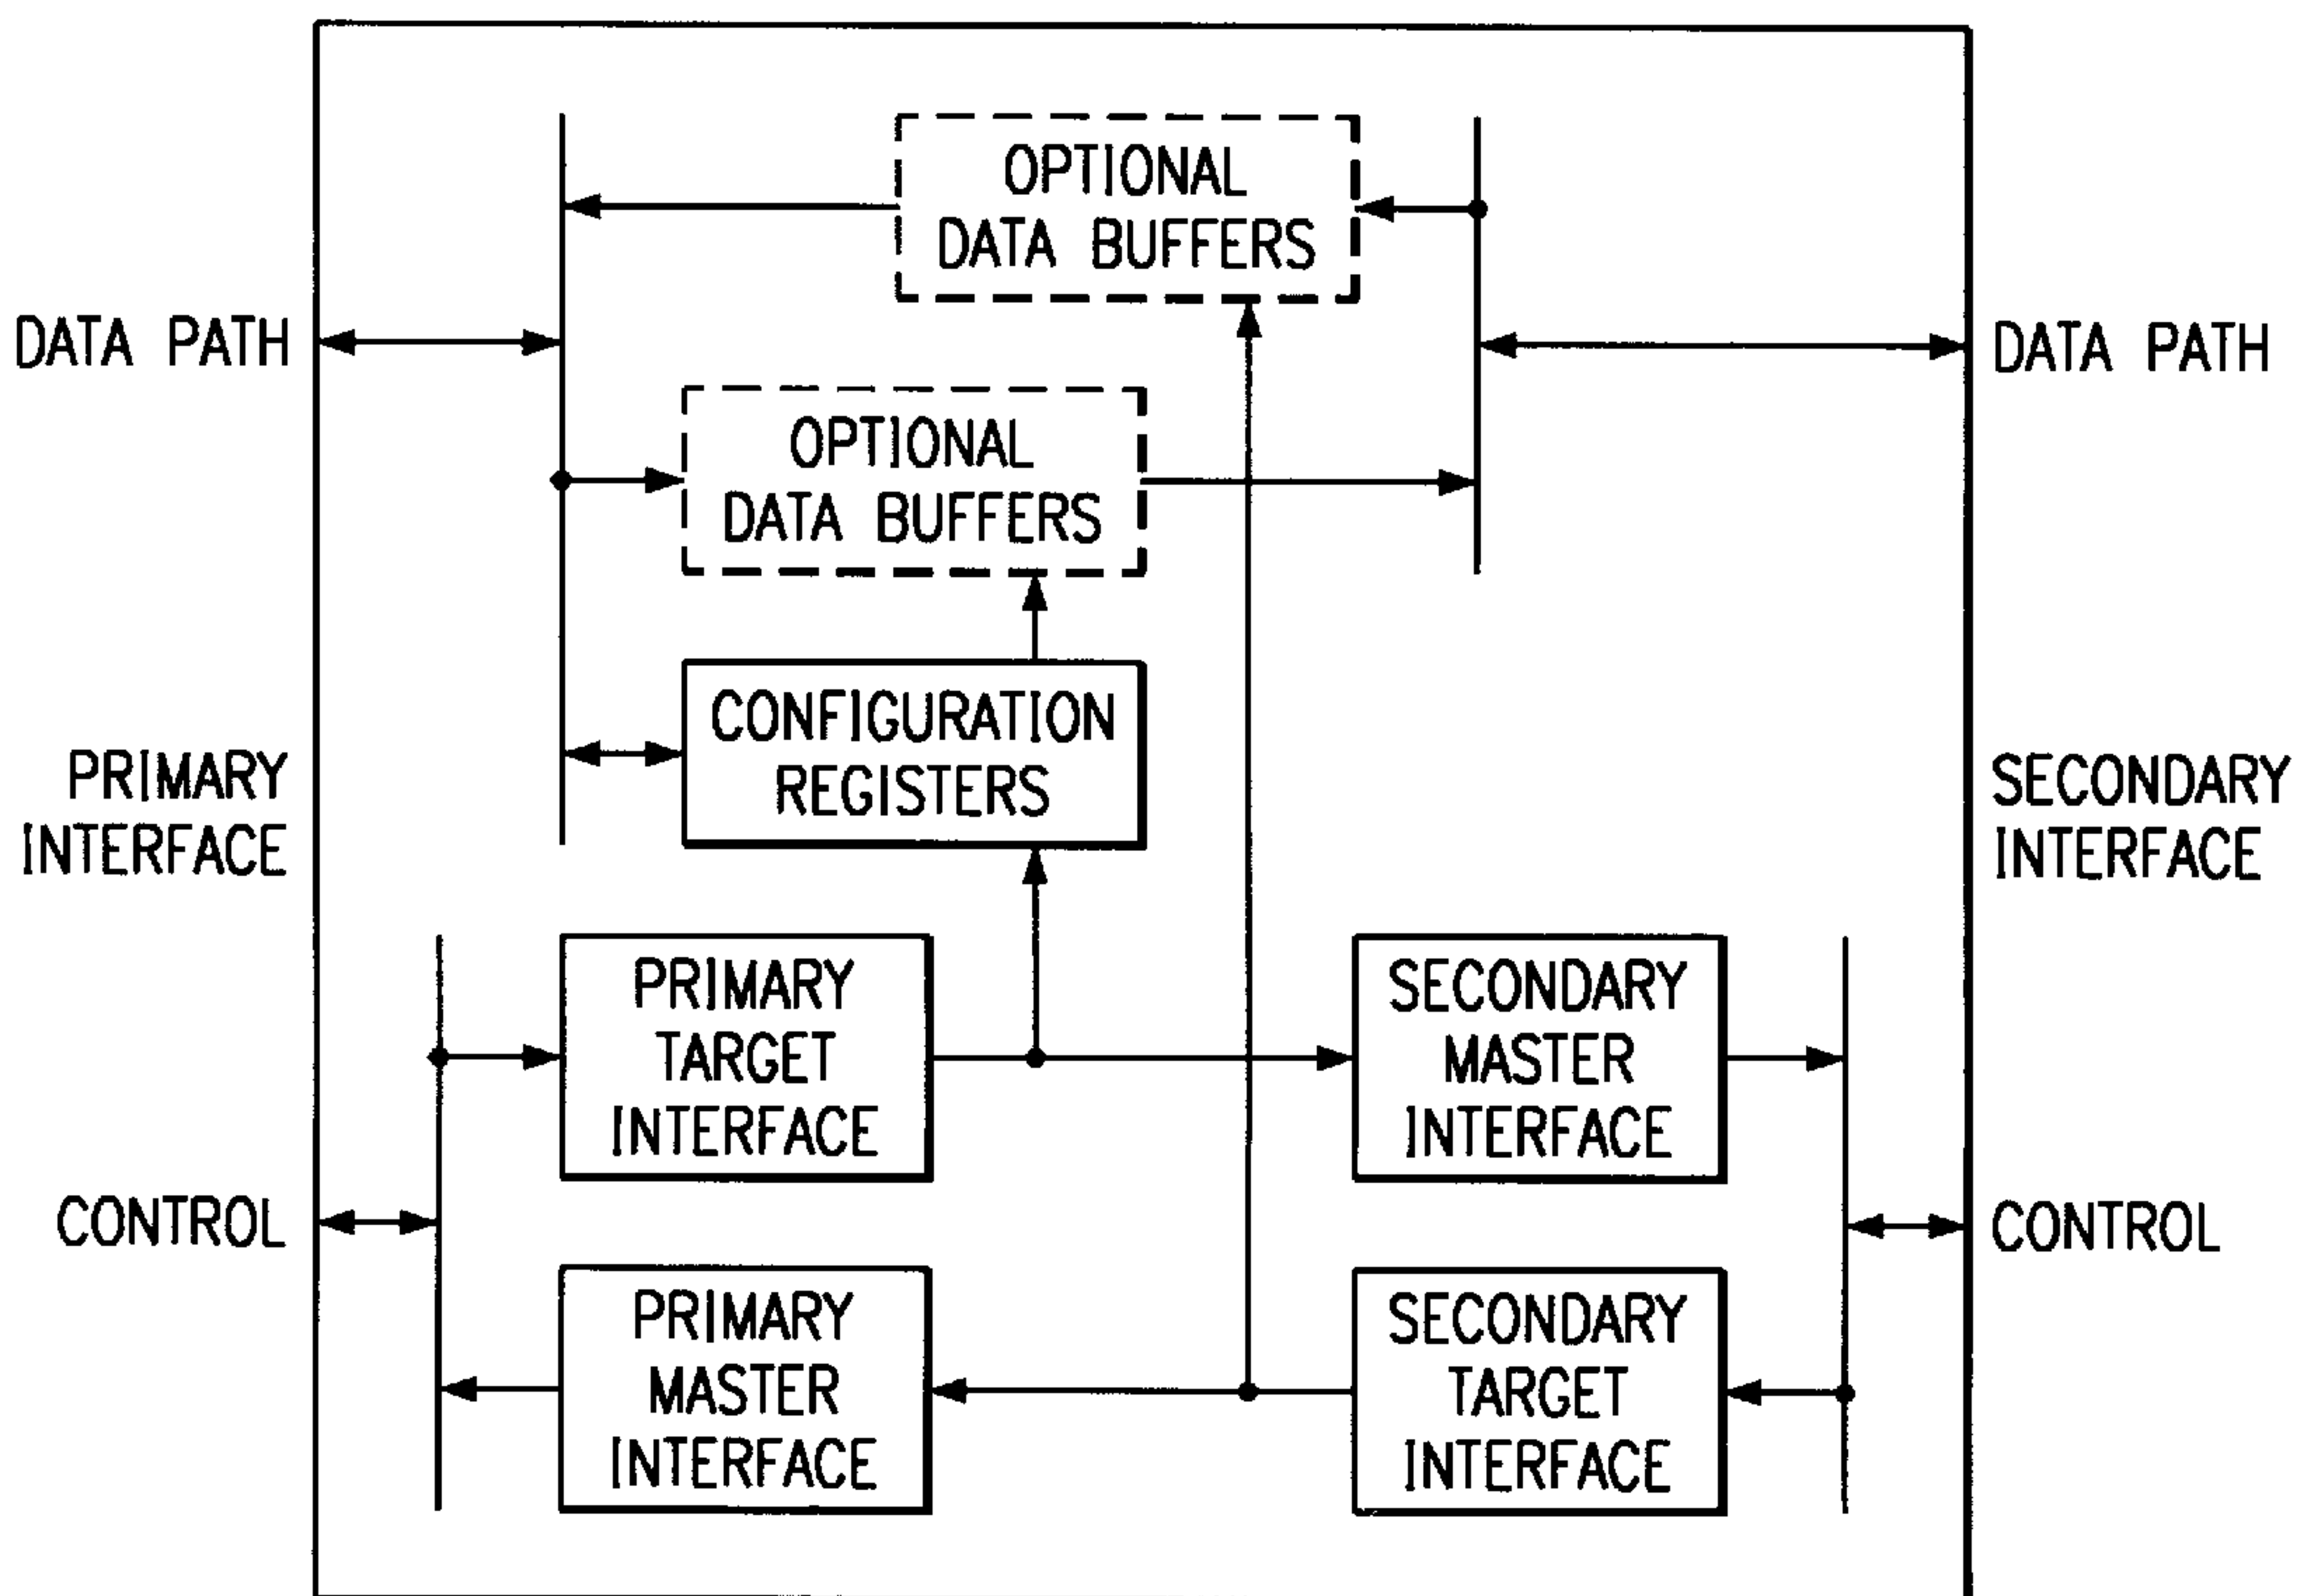 OPTIONAL
DATA BUFFERS
DATA PATH
DATA PATH
OPTIONAL
DATA BUFFERS
CONFIGURATION
REGISTERS
PRIMARY
INTERFACE
SECONDARY
INTERFACE
PRIMARY
TARGET
INTERFACE
SECONDARY
MASTER
INTERFACE
CONTROL
CONTROL
PRIMARY
MASTER
INTERFACE
SECONDARY
TARGET
INTERFACE